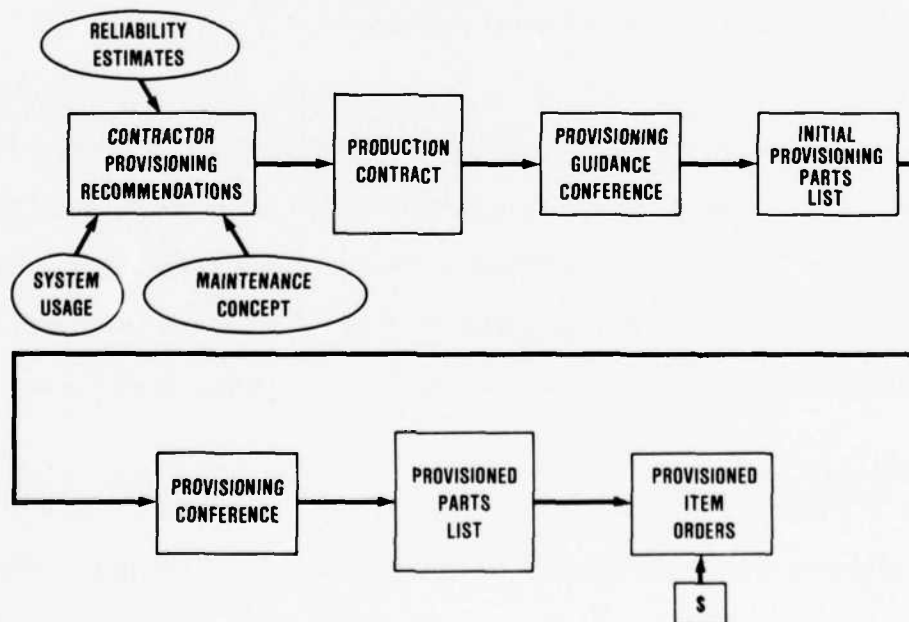 RELIABILITY
ESTIMATES
CONTRACTOR
PROVISIONING
RECOMMENDATIONS
PRODUCTION
CONTRACT
PROVISIONING
GUIDANCE
CONFERENCE
INITIAL
PROVISIONING
PARTS
LIST
SYSTEM
USAGE
MAINTENANCE
CONCEPT
PROVISIONING
CONFERENCE
PROVISIONED
PARTS
LIST
PROVISIONED
ITEM
ORDERS
S